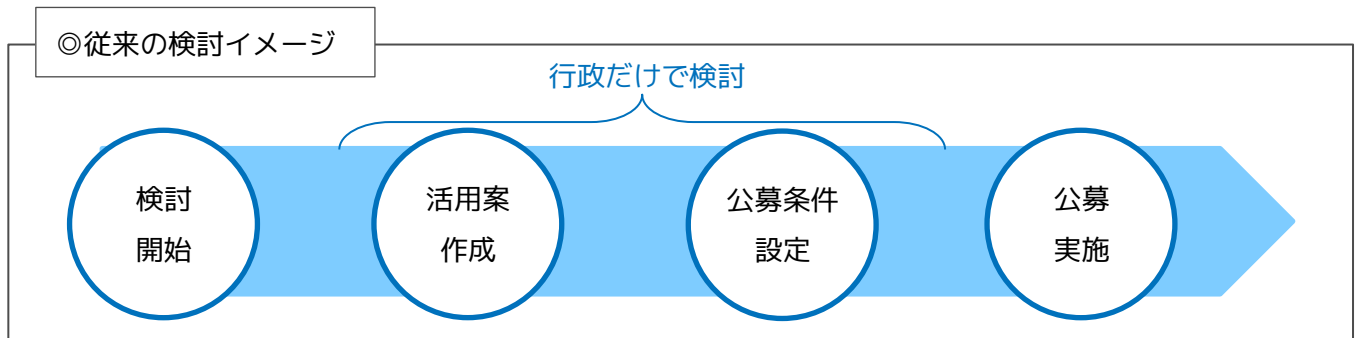 ◎従来の検討イメージ
行政だけで検討
検討
開始
活用案
作成
公募条件
設定
公募
実施